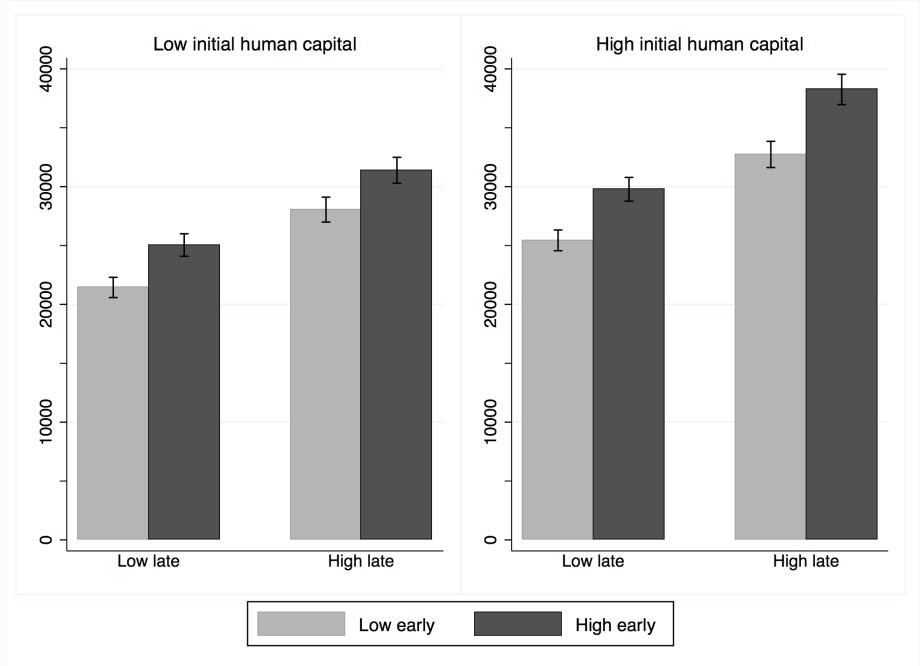 Low initial human capital
40000
30000
20000
10000
0
Low late
High late
High initial human capital
40000
30000
20000
10000
0
Low late
High late
Low early
High early